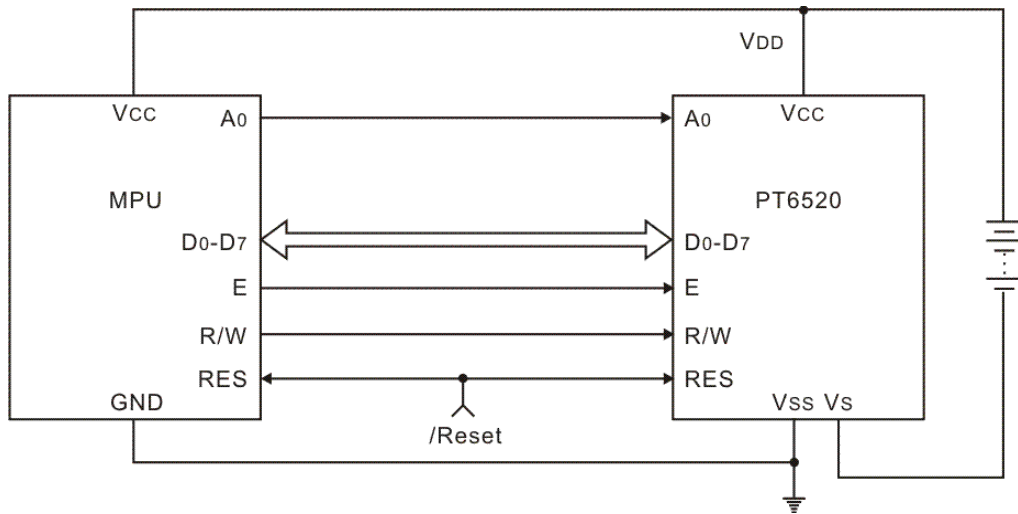 VDD
VCC
A0
MPU
D0-D7
E
R/W
RES
GND
/Reset
A0
VCC
PT6520
D0-D7
E
R/W
RES
VSS VS